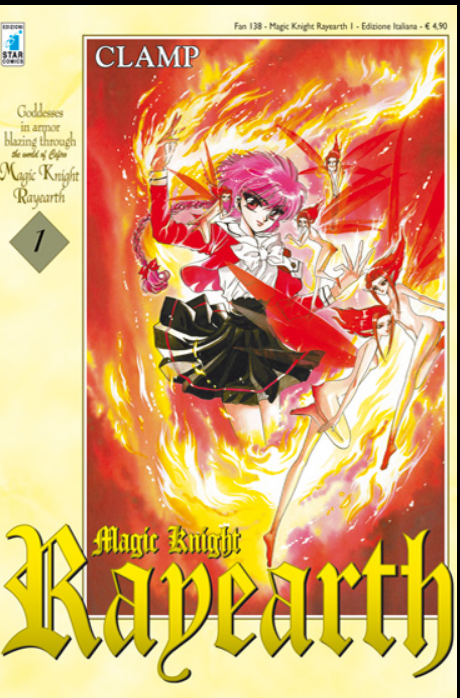 Fan 138 - Magic Knight Rayearth 1 - Edizione Italiana - € 4,90
EDIZIONI
STAR
COMICS
CLAMP
Goddesses
in armor
blazing through
the world of Cefiro
Magic Knight
Rayearth
1
Magic Knight
Rayearth